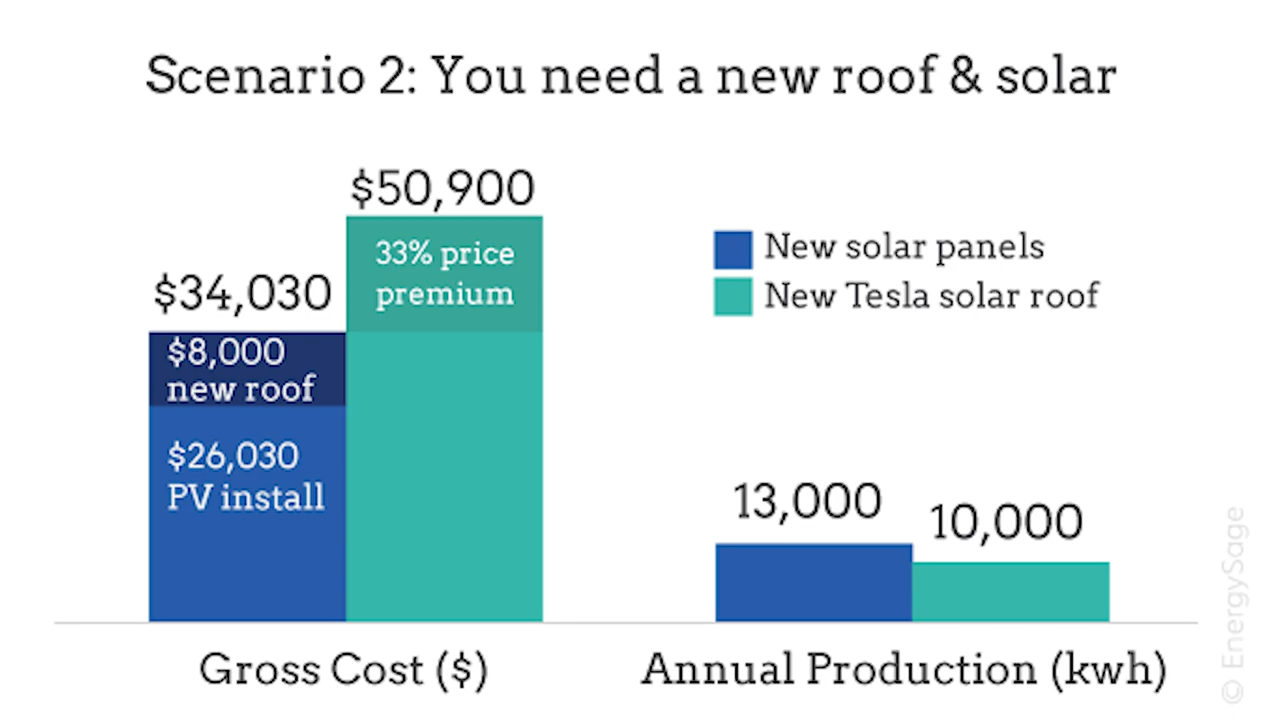 Scenario 2: You need a new roof & solar
$50,900
33% price
premium
$34,030
$8,000
new roof
$26,030
PV install
New solar panels
New Tesla solar roof
13,000
10,000
Gross Cost ($)
Annual Production (kwh)
© EnergySage